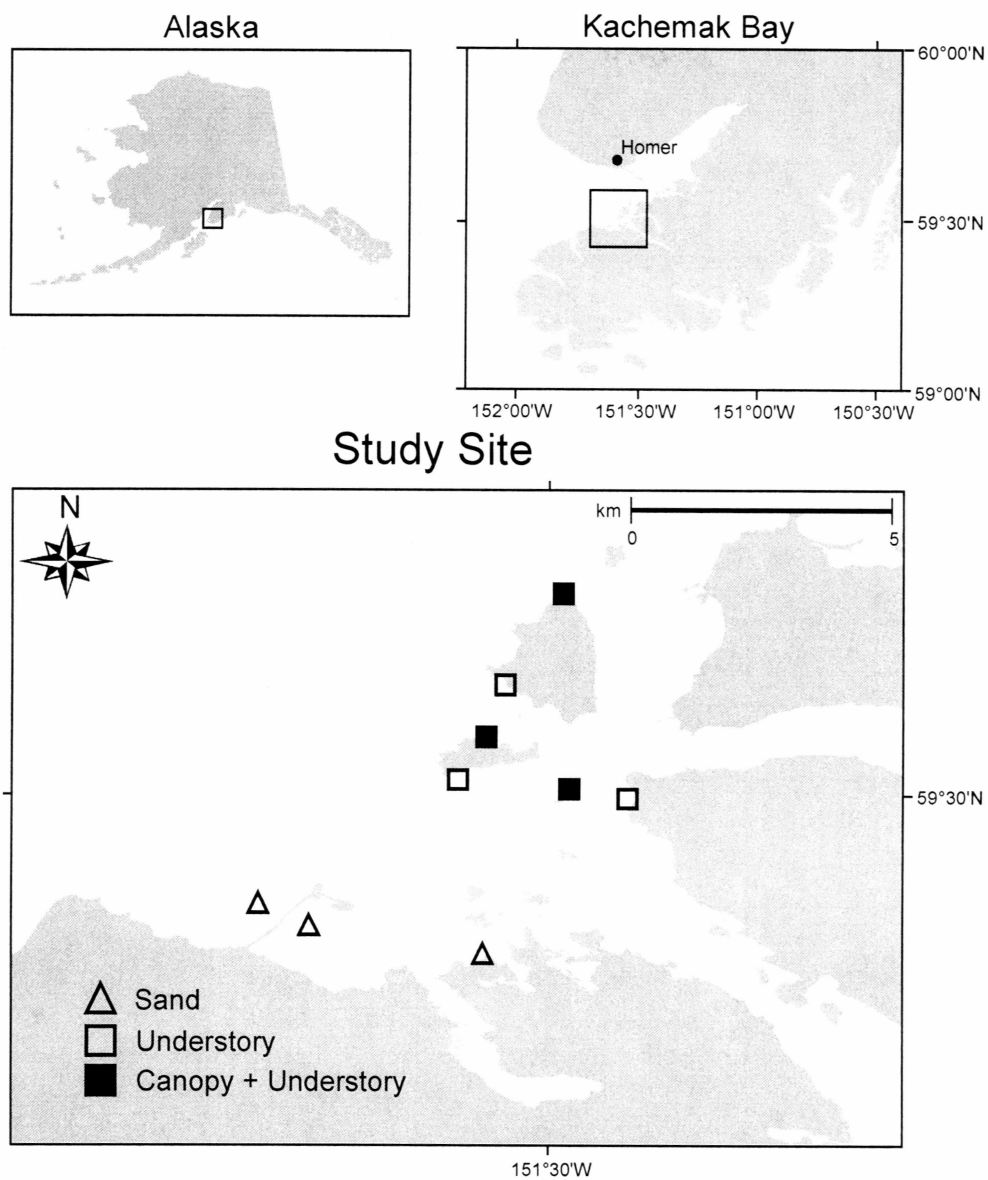 Alaska
Kachemak Bay
60°00'N
Homer
59°30'N
59°00'N
152°00'W 151°30'W 151°00'W 150°30'W
Study Site
N
km
0 5
59°30'N
Sand
Understory
Canopy + Understory
151°30'W